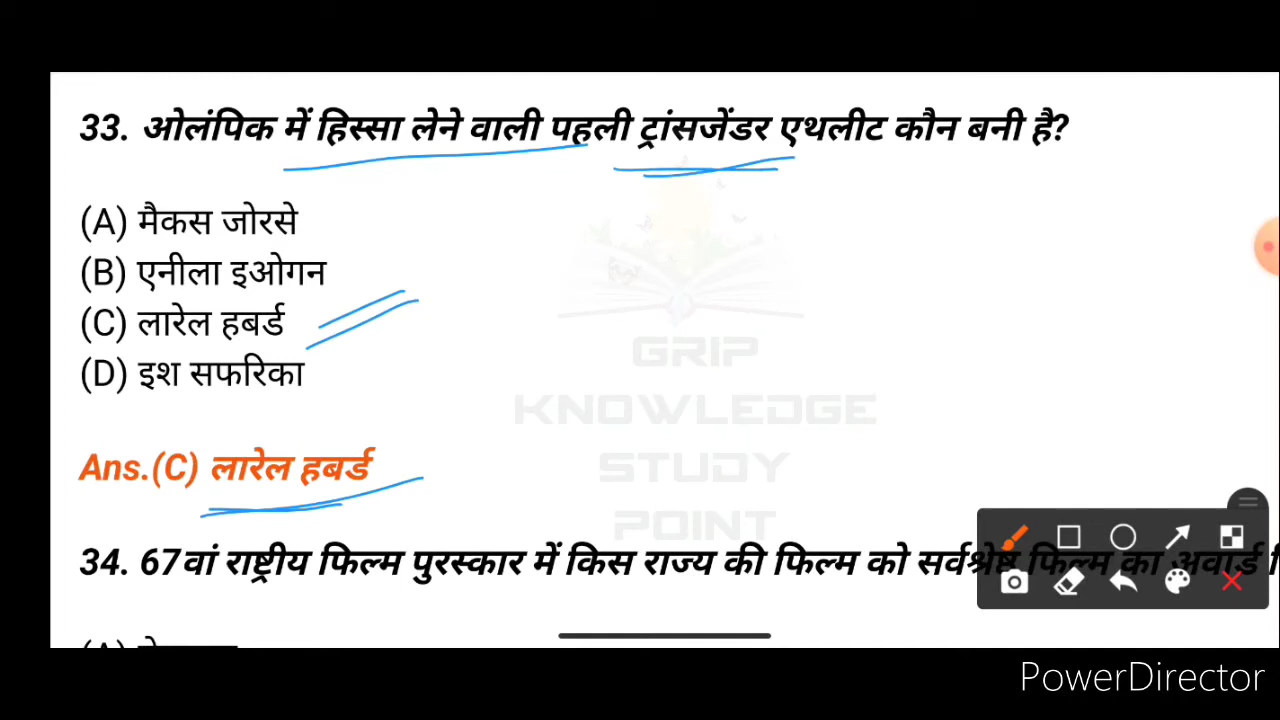 33. ओलंपिक में हिस्सा लेने वाली पहली ट्रांसजेंडर एथलीट कौन बनी है?
(A) मैकस जोरसे
(B) एनीला इओगन
(C) लारेल हबर्ड
(D) इश सफरिका
GRIP
KNOWLEDGE
STUDY
POINT
Ans.(C) लारेल हबर्ड
34. 67वां राष्ट्रीय फिल्म पुरस्कार में किस राज्य की फिल्म को सर्वश्रेष्ठ फिल्म का अवार्ड
(A)
PowerDirector